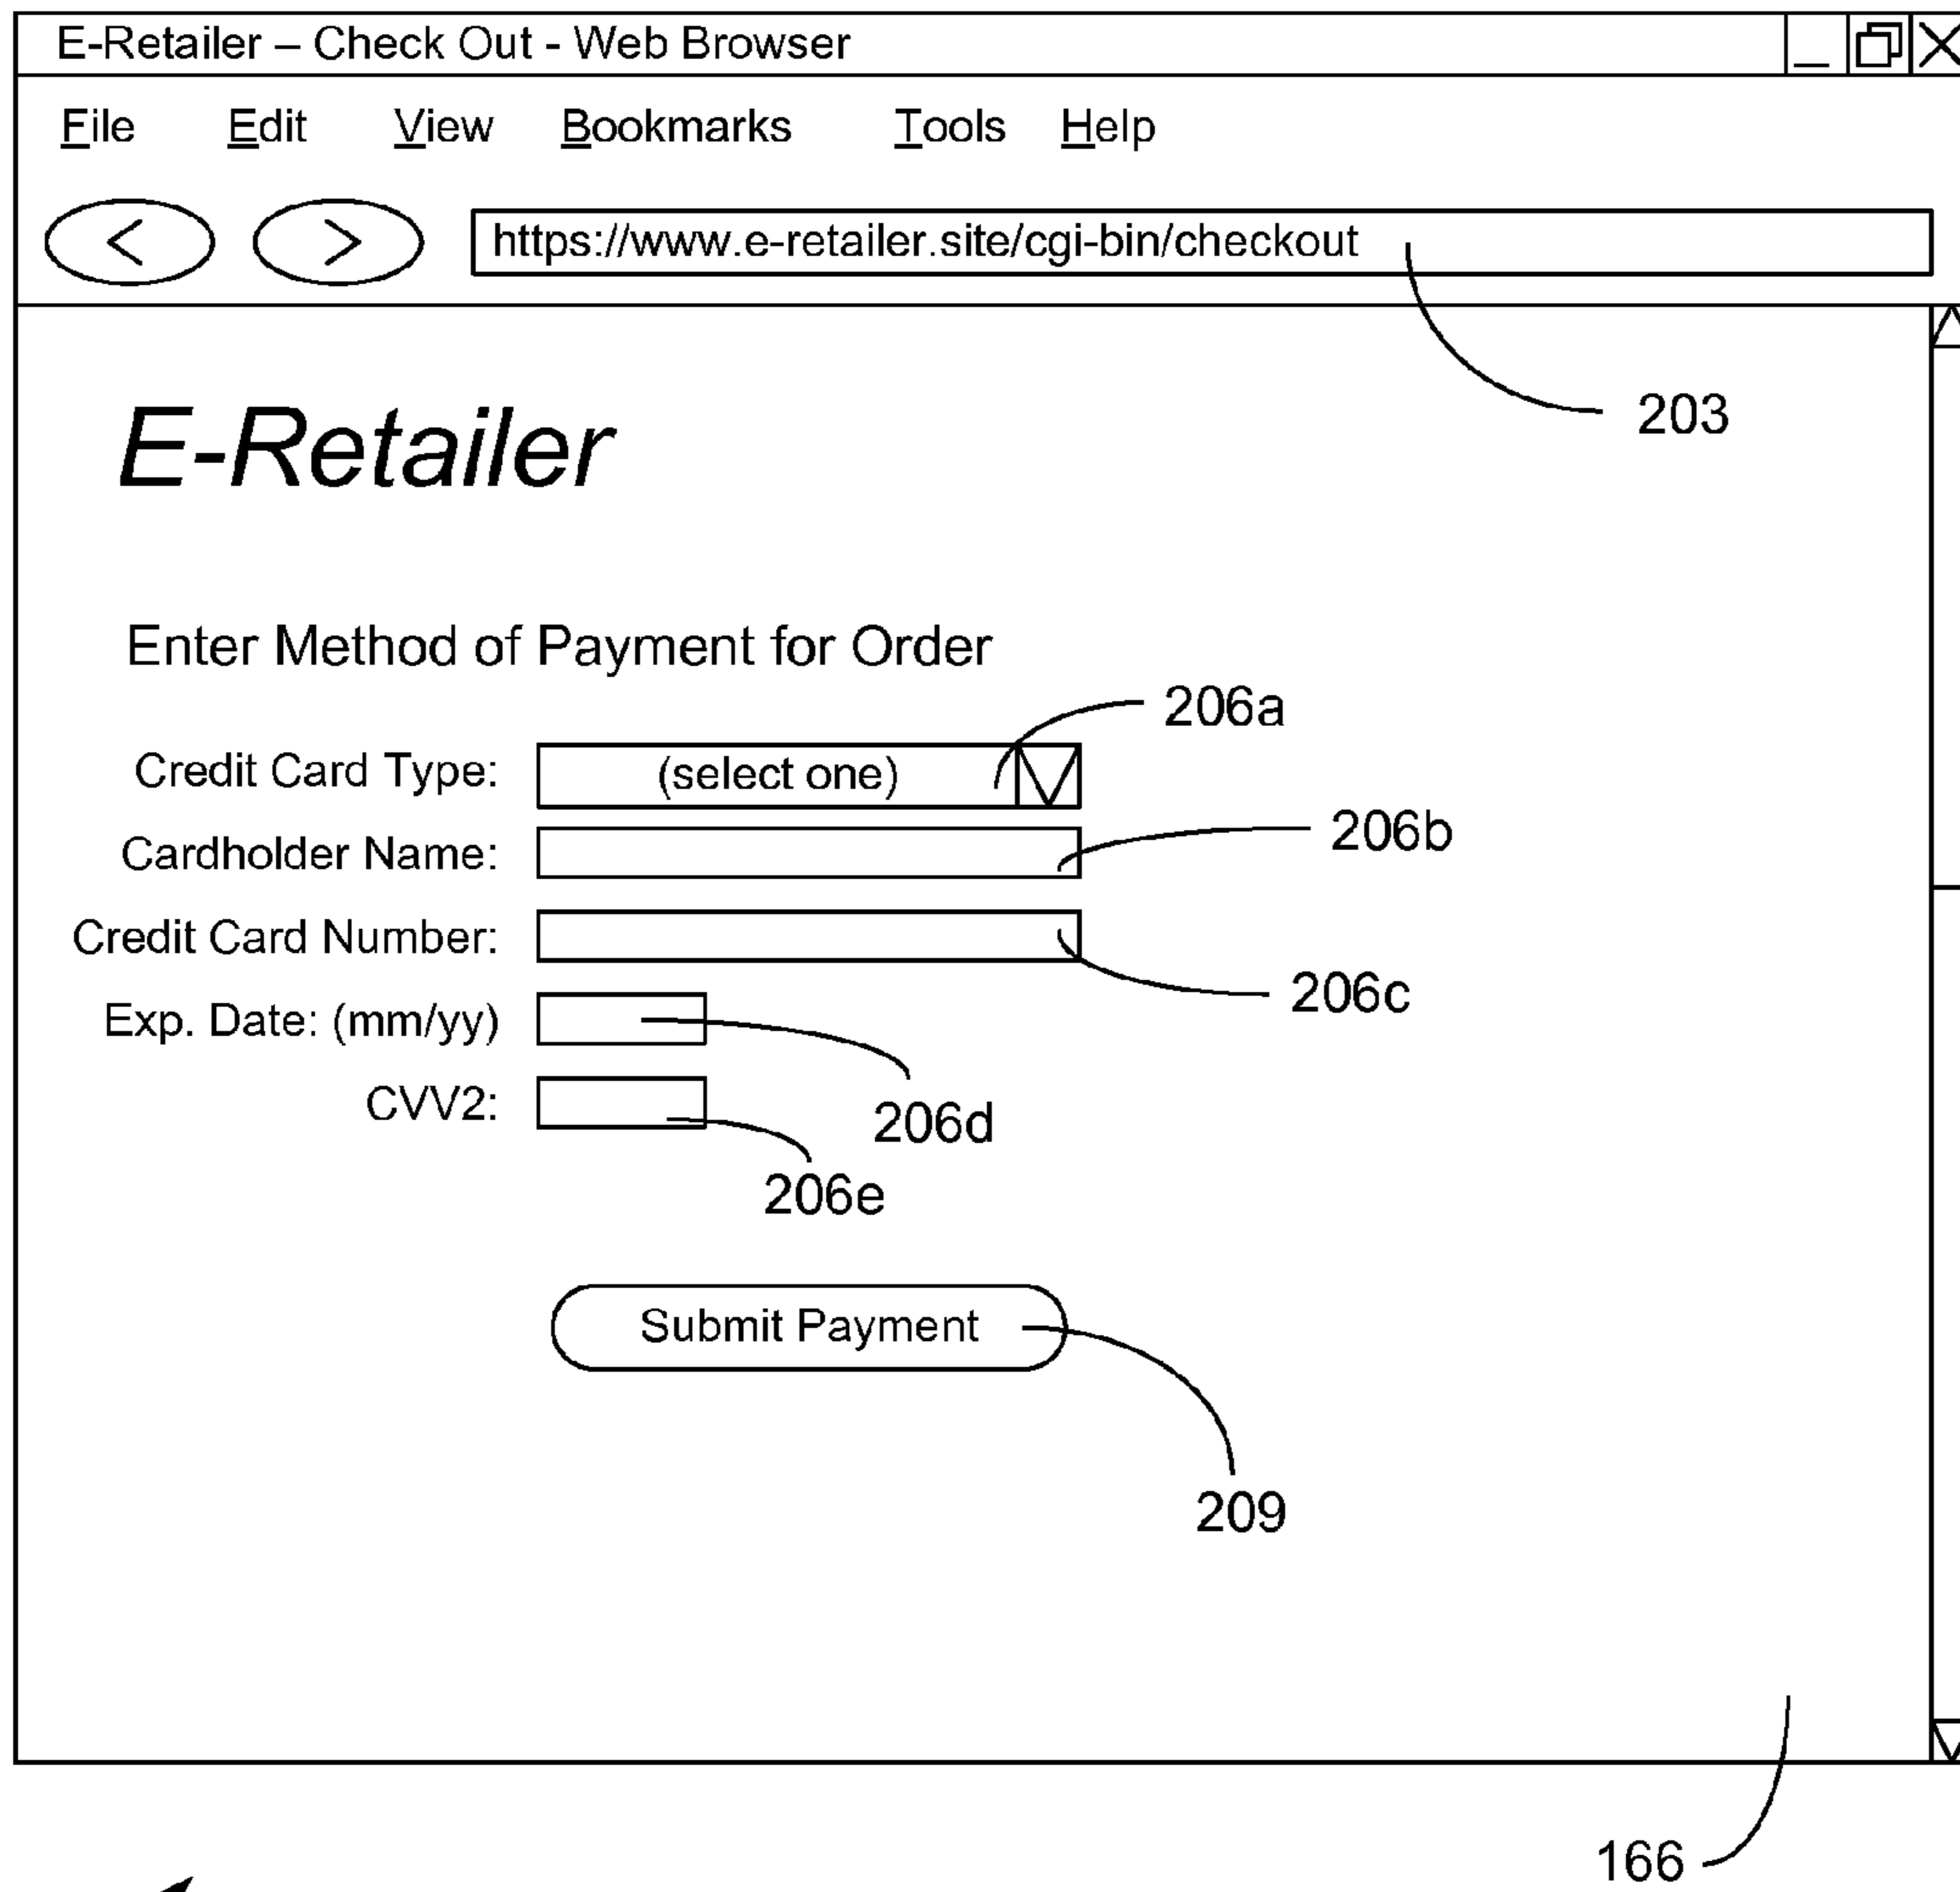 E-Retailer – Check Out - Web Browser
File Edit View Bookmarks Tools Help
< > https://www.e-retailer.site/cgi-bin/checkout
203
E-Retailer
Enter Method of Payment for Order
206a
Credit Card Type: (select one)
206b
Cardholder Name:
Credit Card Number:
206c
Exp. Date: (mm/yy)
CVV2:
206d
206e
Submit Payment
209
166